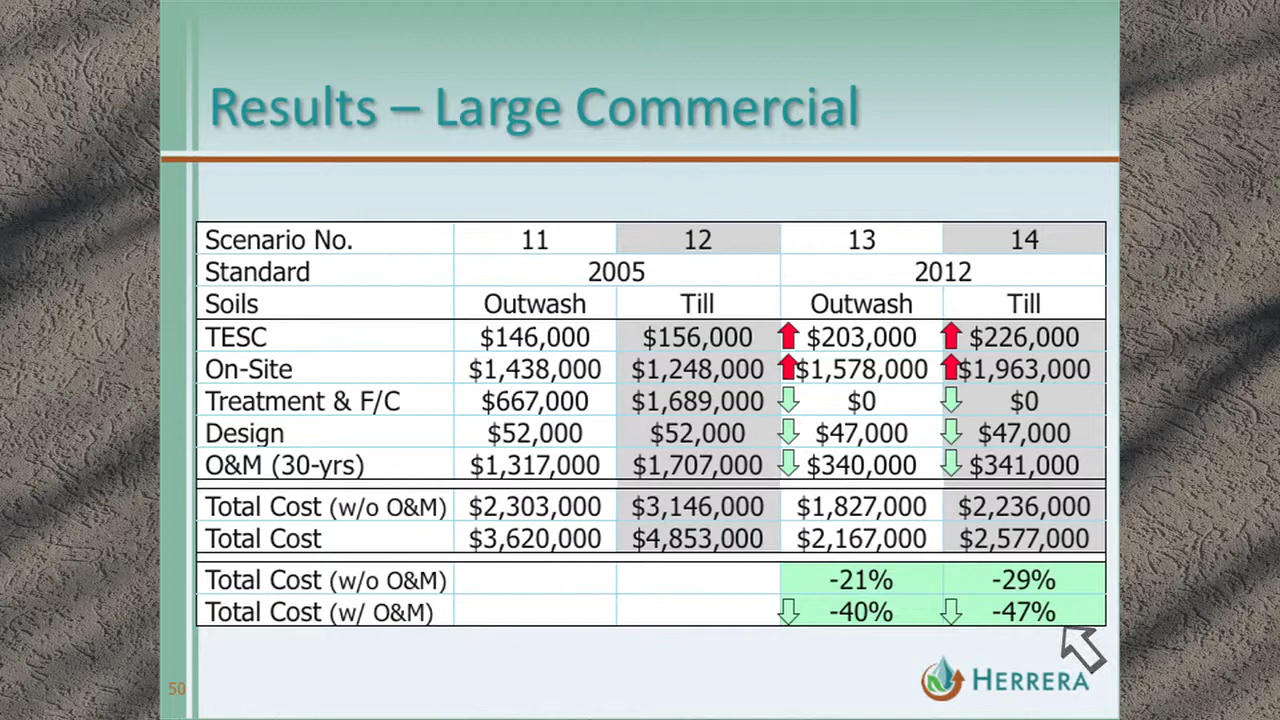 Results – Large Commercial
Scenario No. 11 12 13 14
Standard 2005 2012
Soils Outwash Till Outwash Till
TESC $146,000 $156,000 $203,000 $226,000
On-Site $1,438,000 $1,248,000 $1,578,000 $1,963,000
Treatment & F/C $667,000 $1,689,000 $0 $0
Design $52,000 $52,000 $47,000 $47,000
O&M (30-yrs) $1,317,000 $1,707,000 $340,000 $341,000
Total Cost (w/o O&M) $2,303,000 $3,146,000 $1,827,000 $2,236,000
Total Cost $3,620,000 $4,853,000 $2,167,000 $2,577,000
Total Cost (w/o O&M) -21% -29%
Total Cost (w/ O&M) -40% -47%
50
HERRERA